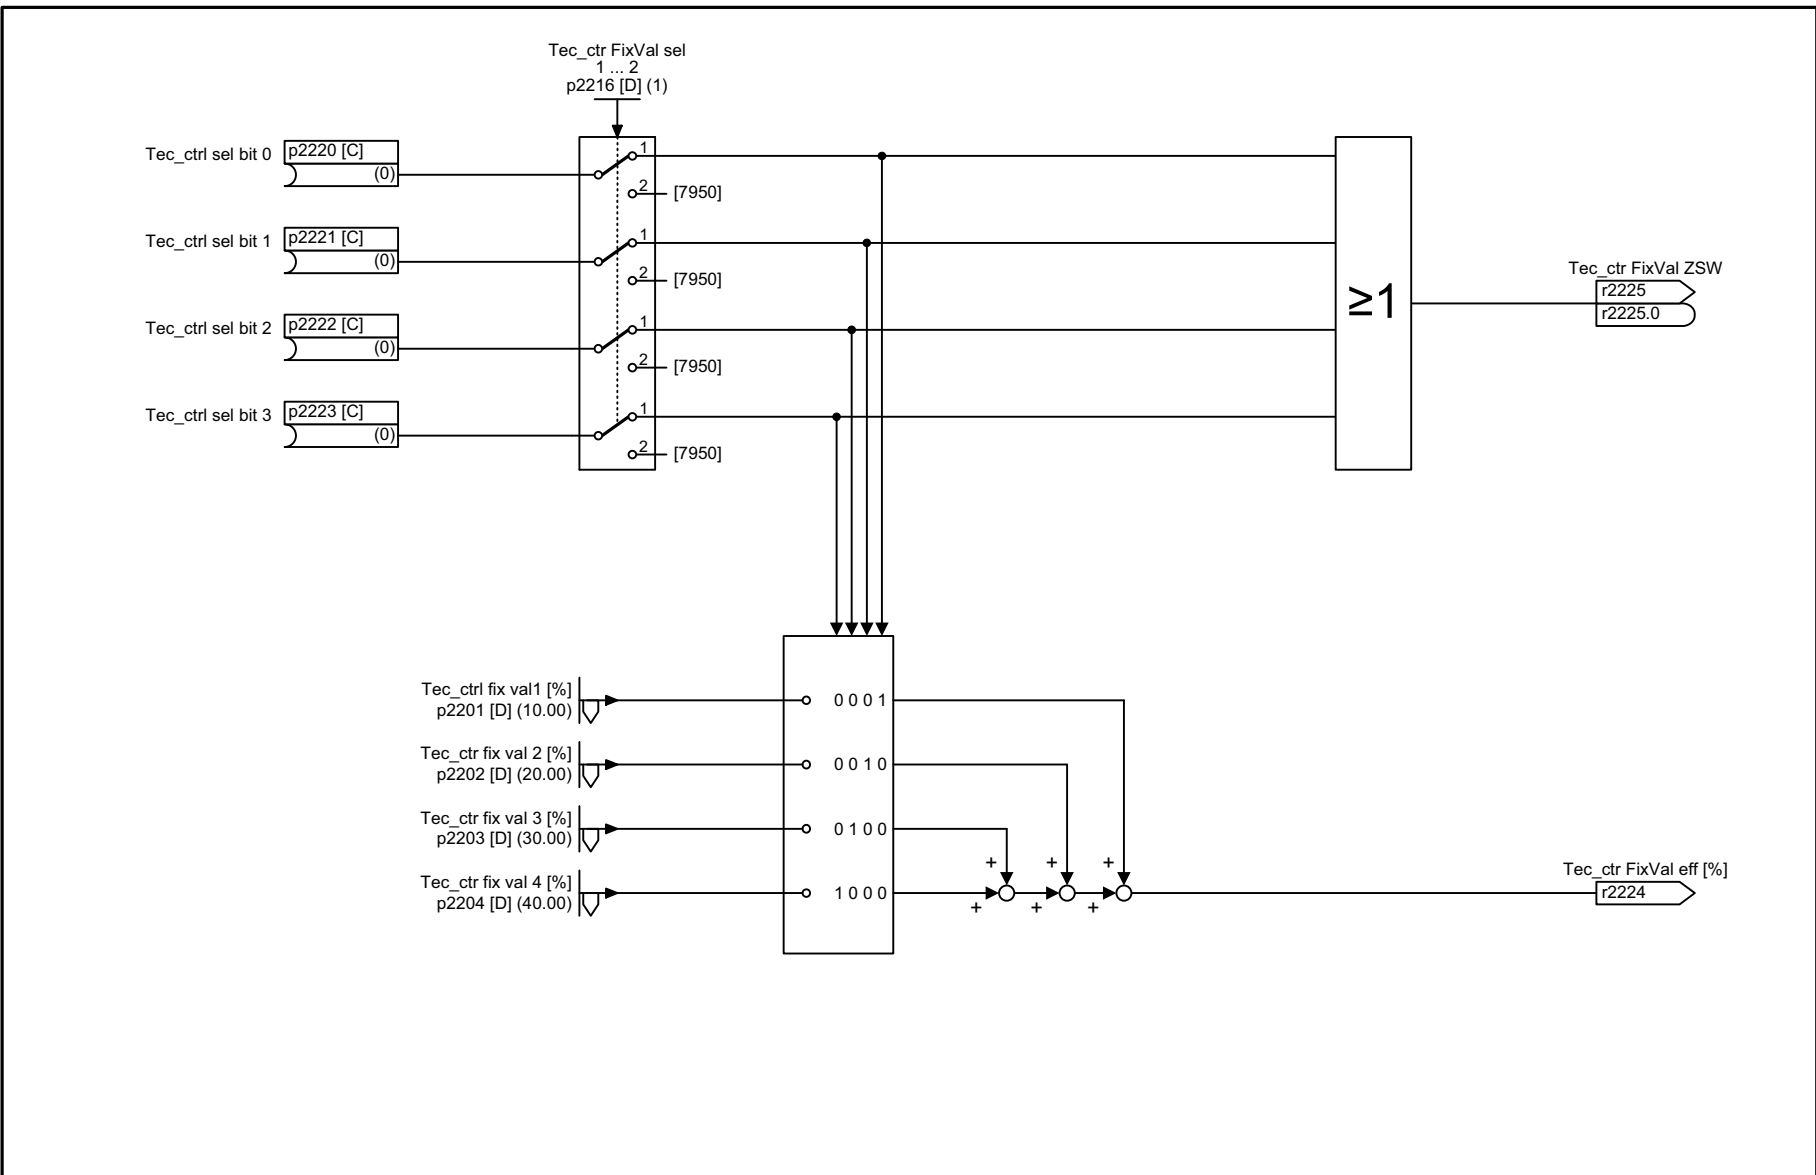 Tec_ctr FixVal sel
1 ... 2
p2216 [D] (1)
Tec_ctrl sel bit 0
p2220 [C]
(0)
1
2
[7950]
Tec_ctrl sel bit 1
p2221 [C]
(0)
1
2
[7950]
Tec_ctrl sel bit 2
p2222 [C]
(0)
1
2
[7950]
Tec_ctrl sel bit 3
p2223 [C]
(0)
1
2
[7950]
≥1
Tec_ctr FixVal ZSW
r2225
r2225.0
Tec_ctrl fix val1 [%]
p2201 [D] (10.00)
0 0 0 1
Tec_ctr fix val 2 [%]
p2202 [D] (20.00)
0 0 1 0
Tec_ctr fix val 3 [%]
p2203 [D] (30.00)
0 1 0 0
Tec_ctr fix val 4 [%]
p2204 [D] (40.00)
1 0 0 0
+ + +
+ + +
Tec_ctr FixVal eff [%]
r2224